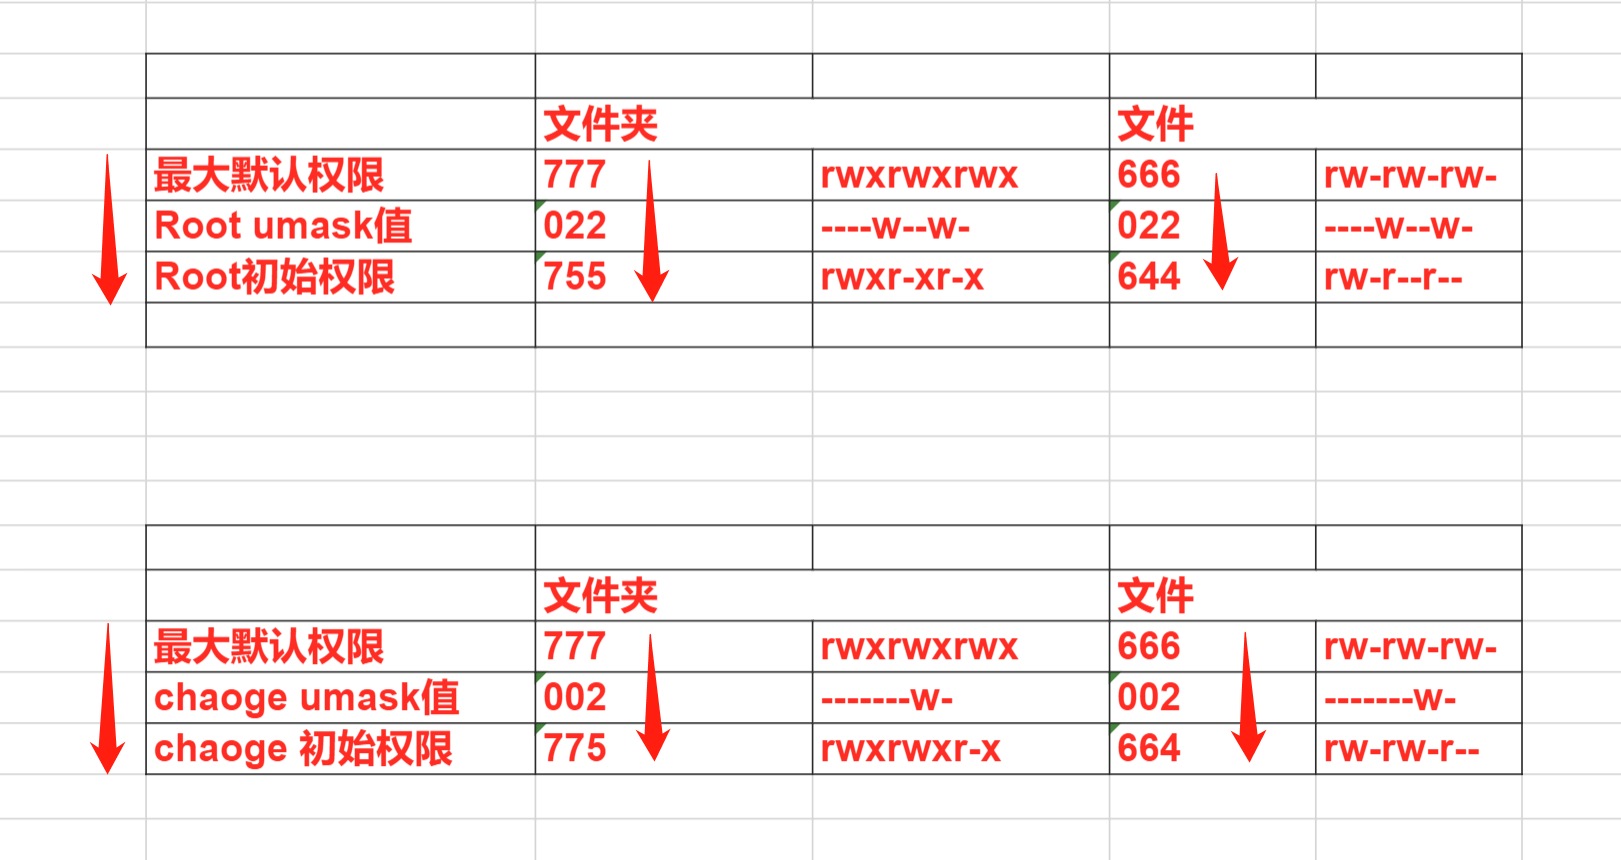 文件夹 文件
最大默认权限 777 rwxrwxrwx 666 rw-rw-rw-
Root umask值 022 ----w--w- 022 ----w--w-
Root初始权限 755 rwxr-xr-x 644 rw-r--r--
文件夹 文件
最大默认权限 777 rwxrwxrwx 666 rw-rw-rw-
chaoge umask值 002 -------w- 002 -------w-
chaoge 初始权限 775 rwxrwxr-x 664 rw-rw-r--